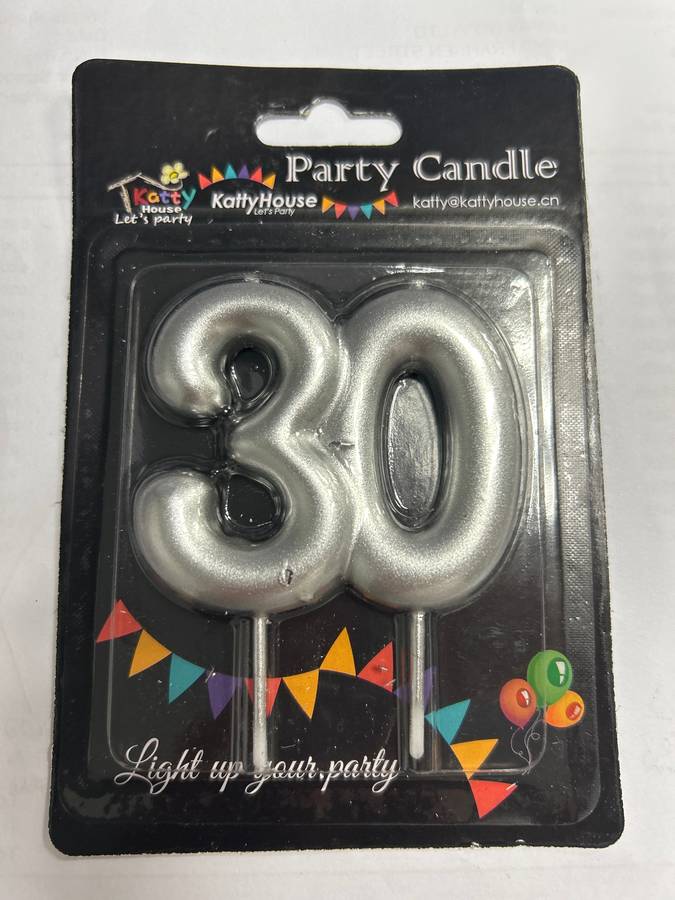 Party Candle
Katty
House
Let's party
KattyHouse
Let's Party
katty@kattyhouse.cn
30
Light up your party